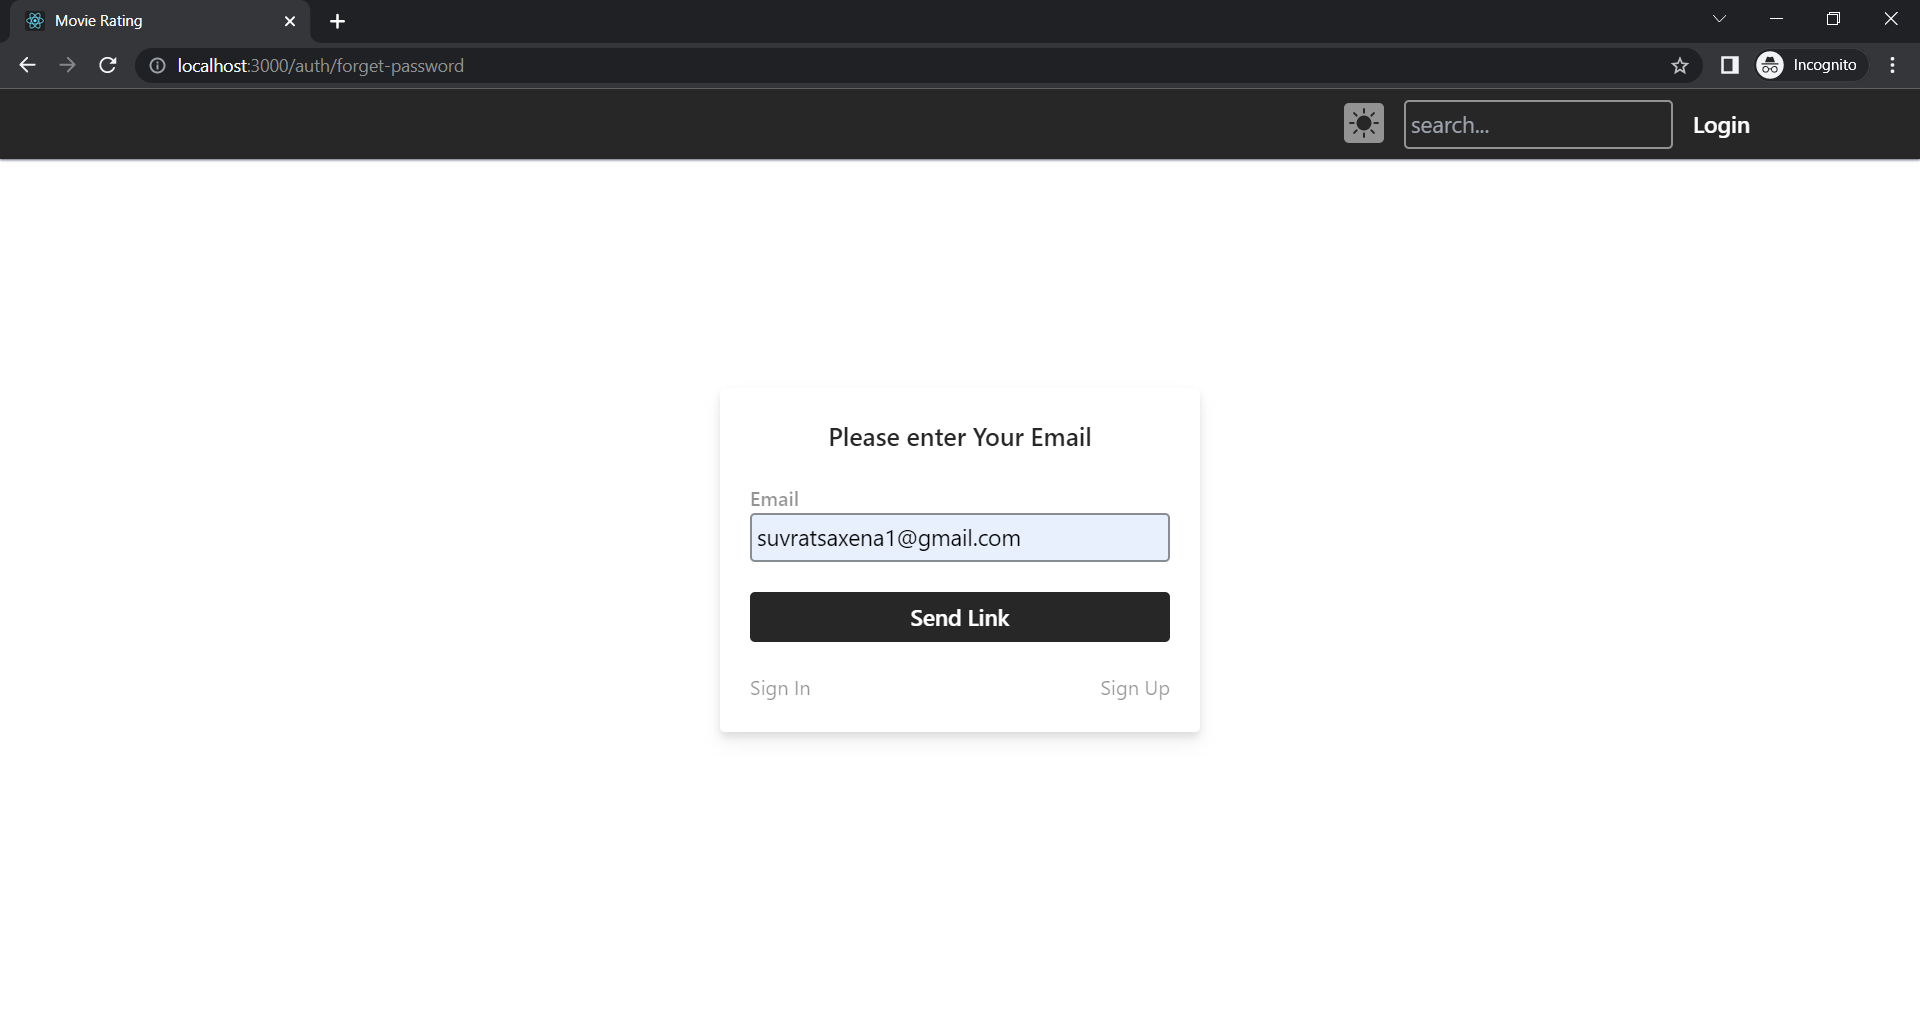 Movie Rating
localhost:3000/auth/forget-password
Incognito
search...
Login
Please enter Your Email
Email
suvratsaxena1@gmail.com
Send Link
Sign In
Sign Up